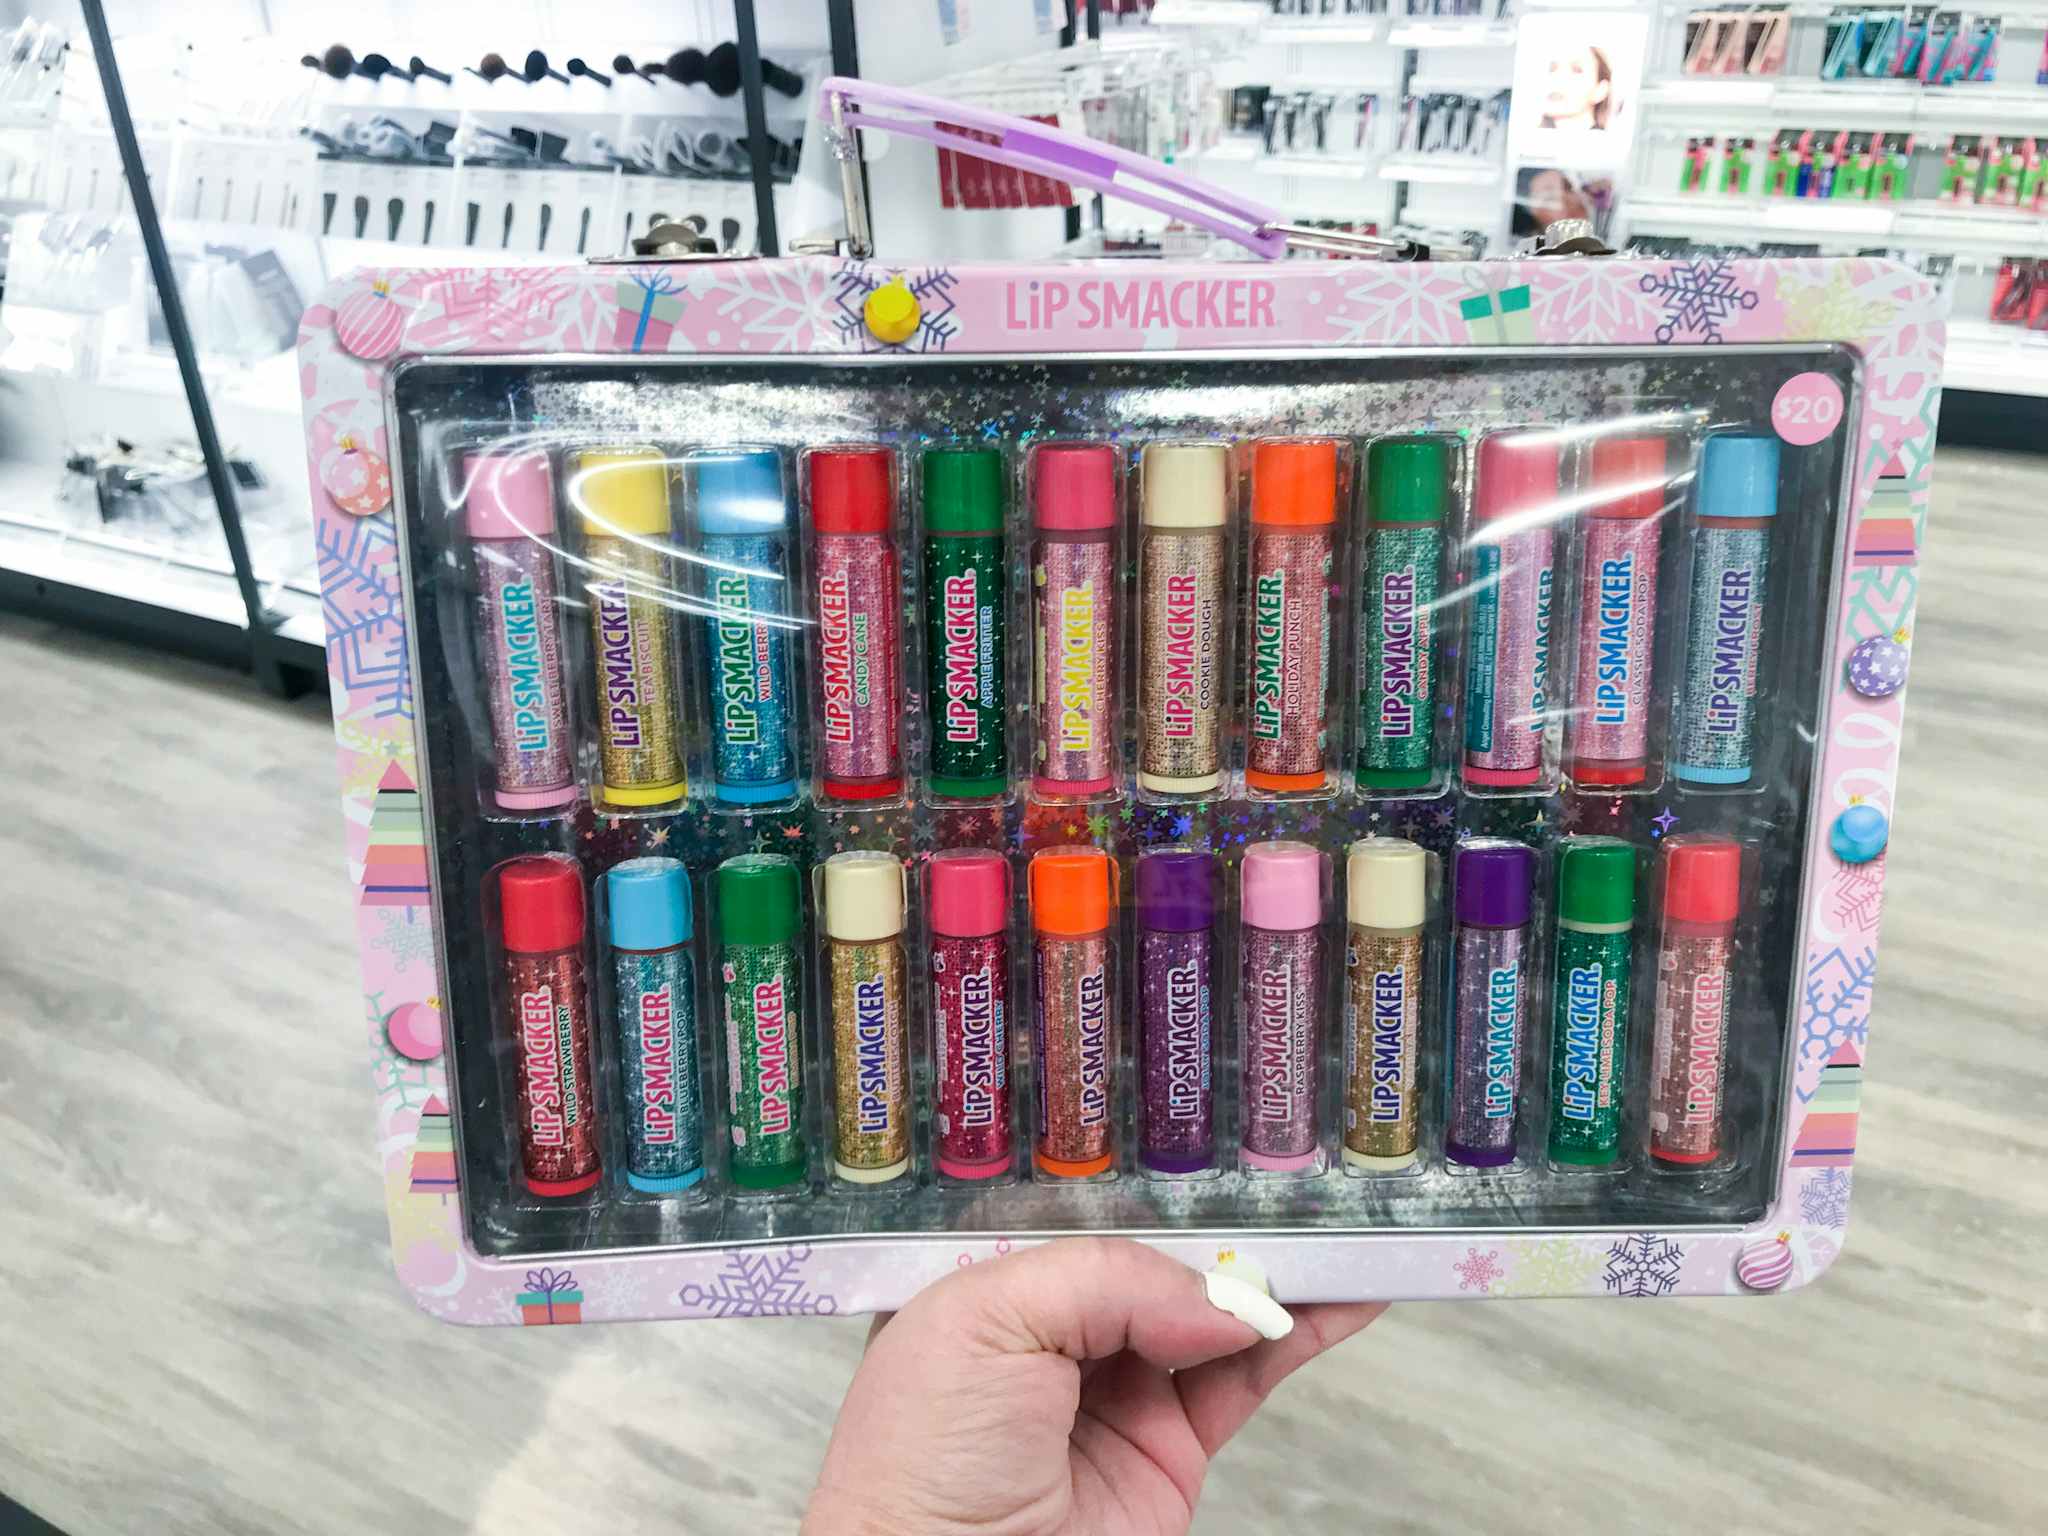 LiP SMACKER
$20
LiP SMACKER
SWEETBERRY TART
LiP SMACKER
TEA BISCUIT
LiP SMACKER
WILD BERRY
LiP SMACKER
CANDY CANE
LiP SMACKER
APPLE FRITTER
LiP SMACKER
CHERRY KISS
LiP SMACKER
COOKIE DOUGH
LiP SMACKER
HOLIDAY PUNCH
LiP SMACKER
CANDY APPLE
LiP SMACKER
LiP SMACKER
CLASSIC SODA POP
LiP SMACKER
LiP SMACKER
WILD STRAWBERRY
LiP SMACKER
BLUEBERRY POP
LiP SMACKER
LiP SMACKER
BUTTERSCOTCH
LiP SMACKER
WILD CHERRY
LiP SMACKER
LiP SMACKER
SODA POP
LiP SMACKER
RASPBERRY KISS
LiP SMACKER
LiP SMACKER
LiP SMACKER
KEY LIME SODA POP
LiP SMACKER